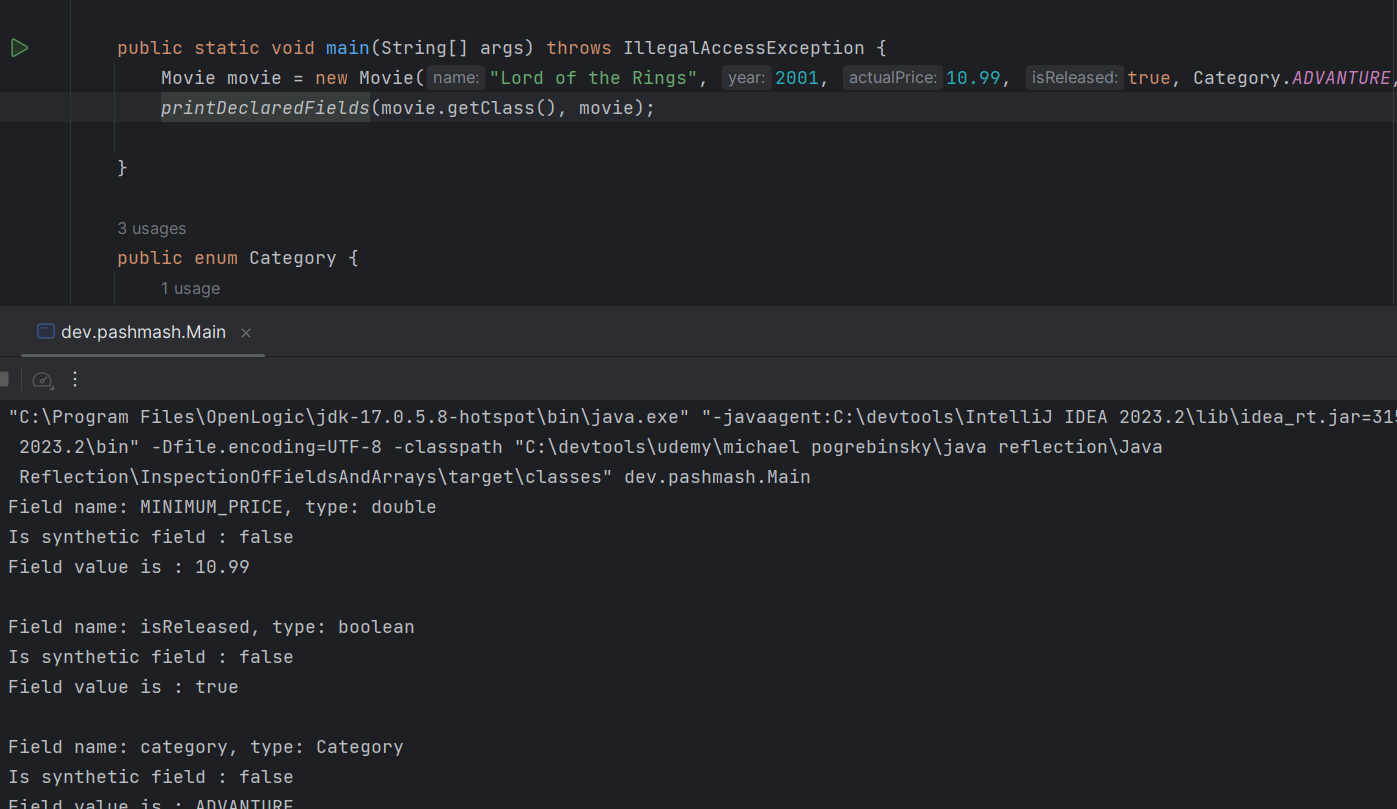 public static void main(String[] args) throws IllegalAccessException {
Movie movie = new Movie( name: "Lord of the Rings", year: 2001, actualPrice: 10.99, isReleased: true, Category.ADVANTURE,
printDeclaredFields(movie.getClass(), movie);
}
3 usages
public enum Category {
1 usage
dev.pashmash.Main ×
"C:\Program Files\OpenLogic\jdk-17.0.5.8-hotspot\bin\java.exe" "-javaagent:C:\devtools\IntelliJ IDEA 2023.2\lib\idea_rt.jar=315
2023.2\bin" -Dfile.encoding=UTF-8 -classpath "C:\devtools\udemy\michael pogrebinsky\java reflection\Java
Reflection\InspectionOfFieldsAndArrays\target\classes" dev.pashmash.Main
Field name: MINIMUM_PRICE, type: double
Is synthetic field : false
Field value is : 10.99
Field name: isReleased, type: boolean
Is synthetic field : false
Field value is : true
Field name: category, type: Category
Is synthetic field : false
Field value is : ADVANTURE